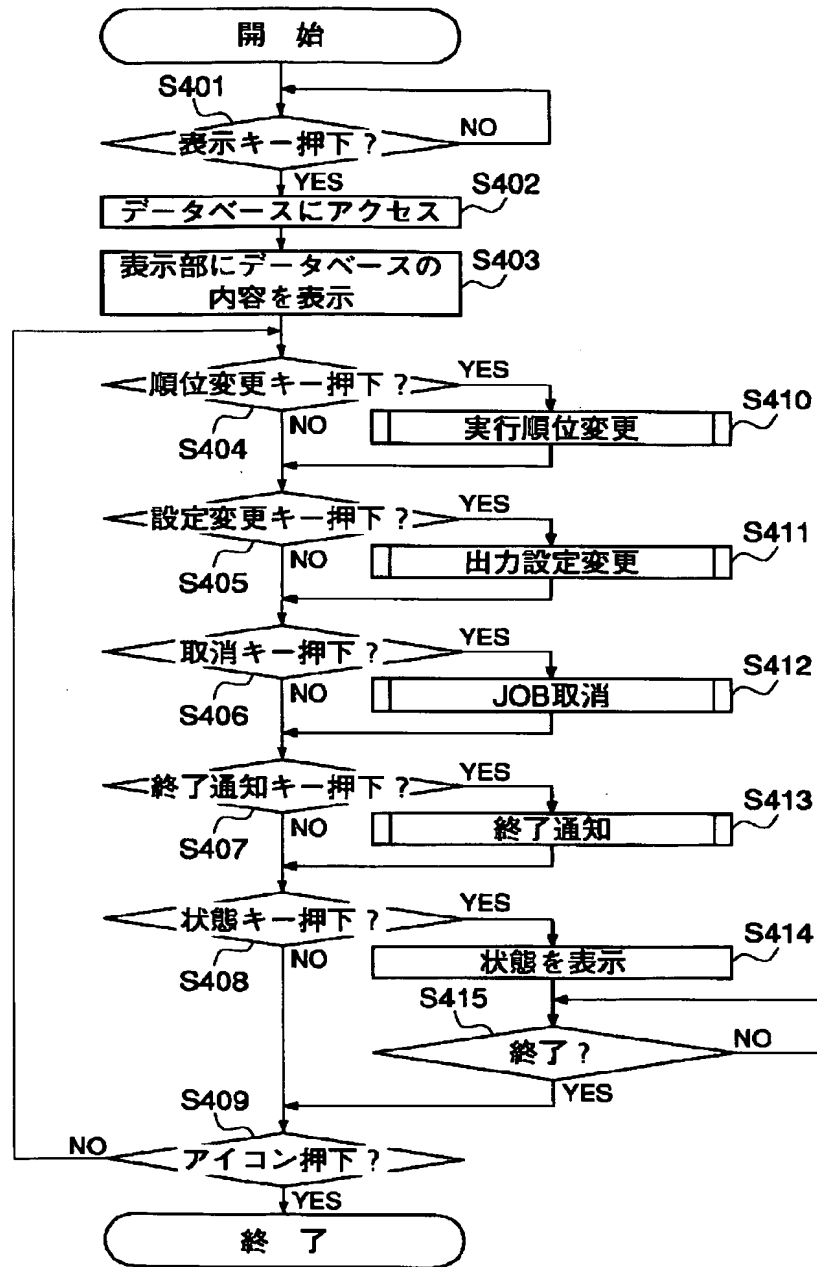 開 始
S401
表示キー押下?
NO
YES
S402
データベースにアクセス
S403
表示部にデータベースの
内容を表示
順位変更キー押下?
YES
S410
NO
実行順位変更
S404
設定変更キー押下?
YES
S411
NO
出力設定変更
S405
取消キー押下?
YES
S412
NO
JOB取消
S406
終了通知キー押下?
YES
S413
NO
終了通知
S407
状態キー押下?
YES
S414
NO
状態を表示
S408
S415
終了?
NO
YES
S409
NO
アイコン押下?
YES
終 了